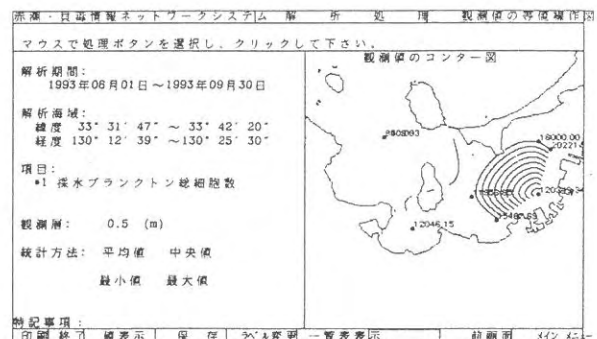 赤潮・貝毒情報ネットワークシステム 解 析 処 理 観測値の等値線作図
マウスで処理ボタンを選択し、クリックして下さい。
観測値のコンター図
解析期間:
1993年06月01日～1993年09月30日
解析海域:
緯度 33° 31' 47" ～ 33° 42' 20"
経度 130° 12' 39" ～130° 25' 30"
項目:
*1 採水プランクトン総細胞数
観測層: 0.5 (m)
統計方法: 平均値 中央値
最小値 最大値
16000.00
12046.15
特記事項:
印刷 終了 値表示 保 存 ラベル変更 一覧表表示 前画面 メイン メニュー